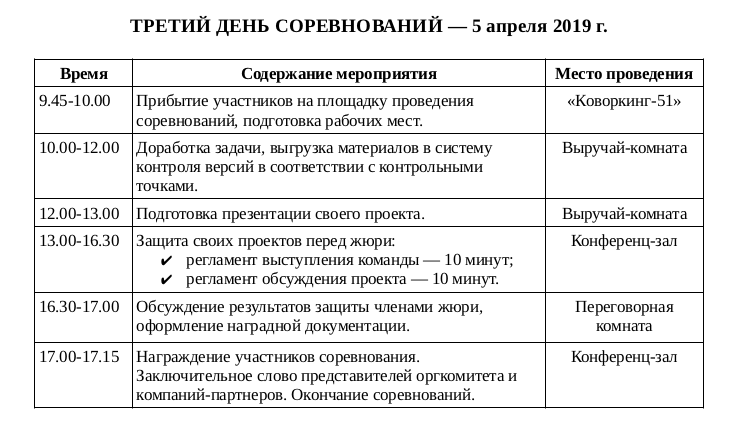 ТРЕТИЙ ДЕНЬ СОРЕВНОВАНИЙ — 5 апреля 2019 г.
Время Содержание мероприятия Место проведения
9.45-10.00 Прибытие участников на площадку проведения «Коворкинг-51»
соревнований, подготовка рабочих мест.
10.00-12.00 Доработка задачи, выгрузка материалов в систему Выручай-комната
контроля версий в соответствии с контрольными
точками.
12.00-13.00 Подготовка презентации своего проекта. Выручай-комната
13.00-16.30 Защита своих проектов перед жюри: Конференц-зал
✔ регламент выступления команды — 10 минут;
✔ регламент обсуждения проекта — 10 минут.
16.30-17.00 Обсуждение результатов защиты членами жюри, Переговорная
оформление наградной документации. комната
17.00-17.15 Награждение участников соревнования. Конференц-зал
Заключительное слово представителей оргкомитета и
компаний-партнеров. Окончание соревнований.